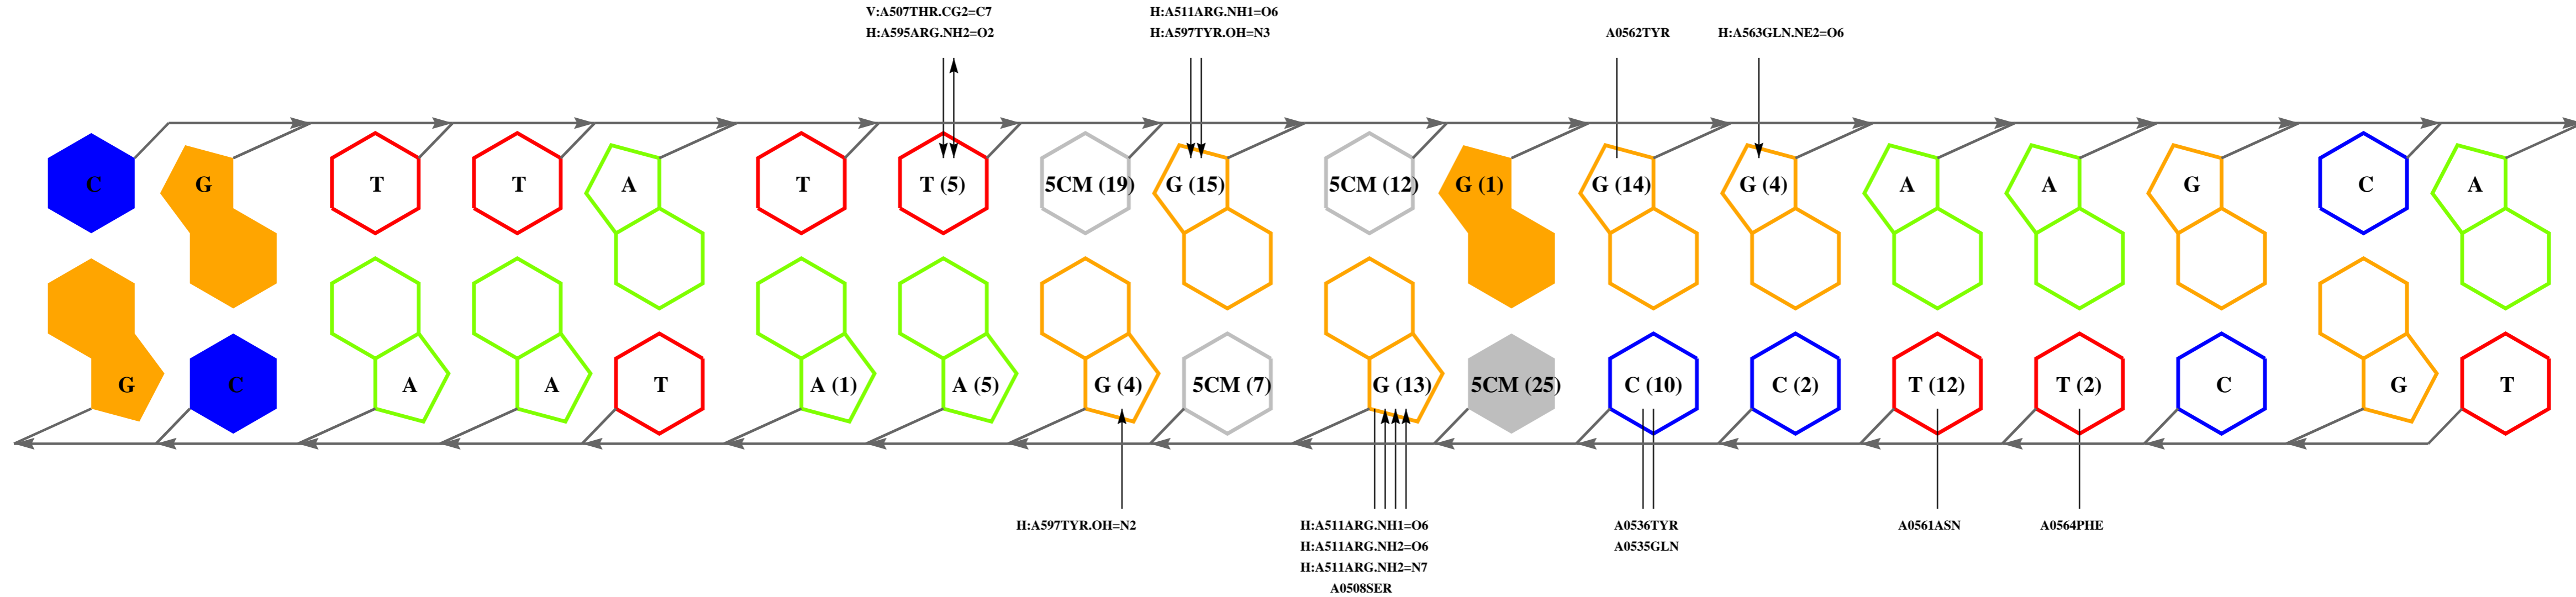 V:A507THR.CG2=C7 H:A511ARG.NH1=O6
H:A595ARG.NH2=O2 H:A597TYR.OH=N3 A0562TYR H:A563GLN.NE2=O6
C G T T A T T (5) 5CM (19) G (15) 5CM (12) G (1) G (14) G (4) A A G C A
G C A A T A (1) A (5) G (4) 5CM (7) G (13) 5CM (25) C (10) C (2) T (12) T (2) C G T
H:A597TYR.OH=N2 H:A511ARG.NH1=O6 A0536TYR A0561ASN A0564PHE
H:A511ARG.NH2=O6 A0535GLN
H:A511ARG.NH2=N7
A0508SER